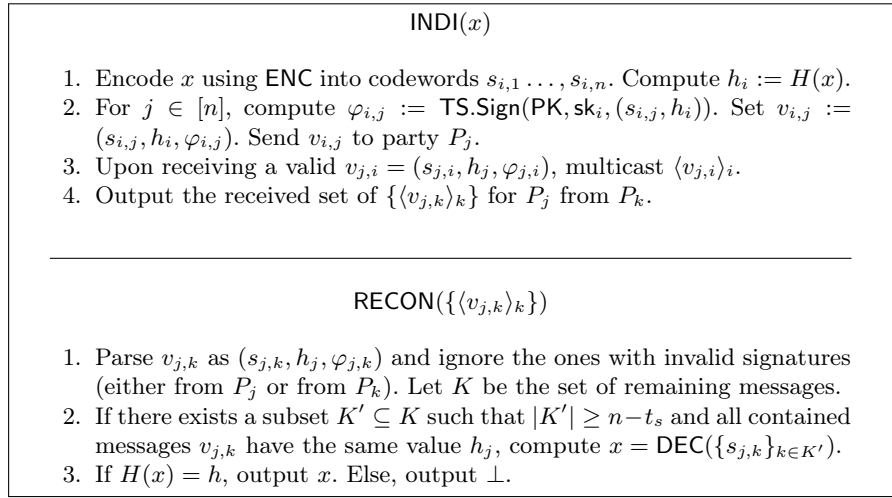 INDI(x)
1. Encode x using ENC into codewords s_{i,1} … , s_{i,n}. Compute h_i := H(x).
2. For j ∈ [n], compute φ_{i,j} := TS.Sign(PK, sk_i, (s_{i,j}, h_i)). Set v_{i,j} :=
(s_{i,j}, h_i, φ_{i,j}). Send v_{i,j} to party P_j.
3. Upon receiving a valid v_{j,i} = (s_{j,i}, h_j, φ_{j,i}), multicast ⟨v_{j,i}⟩_i.
4. Output the received set of {⟨v_{j,k}⟩_k} for P_j from P_k.
RECON({⟨v_{j,k}⟩_k})
1. Parse v_{j,k} as (s_{j,k}, h_j, φ_{j,k}) and ignore the ones with invalid signatures
(either from P_j or from P_k). Let K be the set of remaining messages.
2. If there exists a subset K′ ⊆ K such that |K′| ≥ n−t_s and all contained
messages v_{j,k} have the same value h_j, compute x = DEC({s_{j,k}}_{k∈K′}).
3. If H(x) = h, output x. Else, output ⊥.